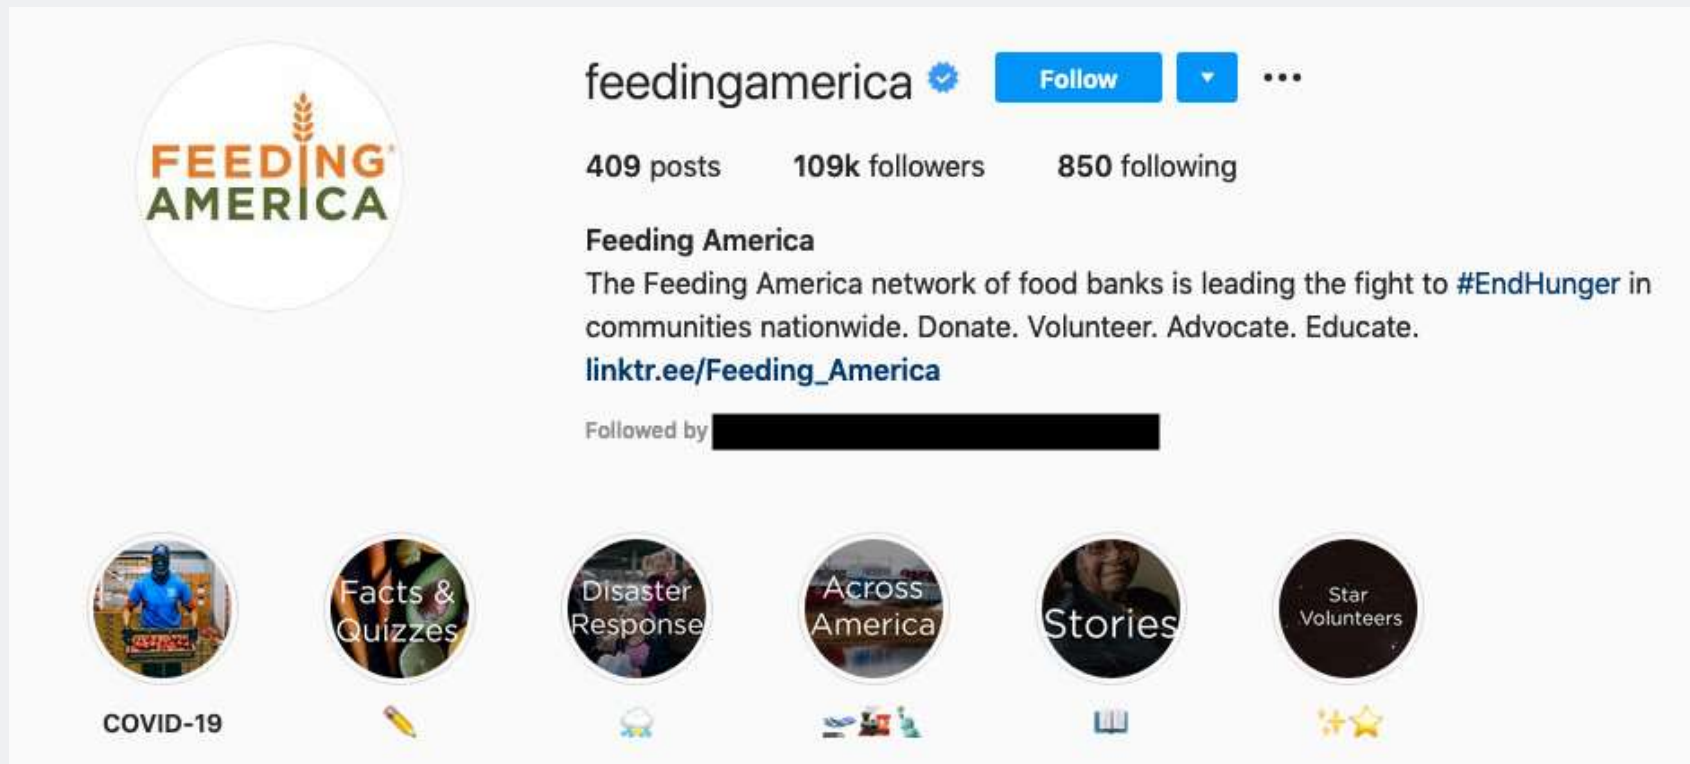 FEEDING
AMERICA
feedingamerica
Follow
409 posts 109k followers 850 following
Feeding America
The Feeding America network of food banks is leading the fight to #EndHunger in
communities nationwide. Donate. Volunteer. Advocate. Educate.
linktr.ee/Feeding_America
Followed by
Facts &
Quizzes
Disaster
Response
Across
America
Stories
Star
Volunteers
COVID-19